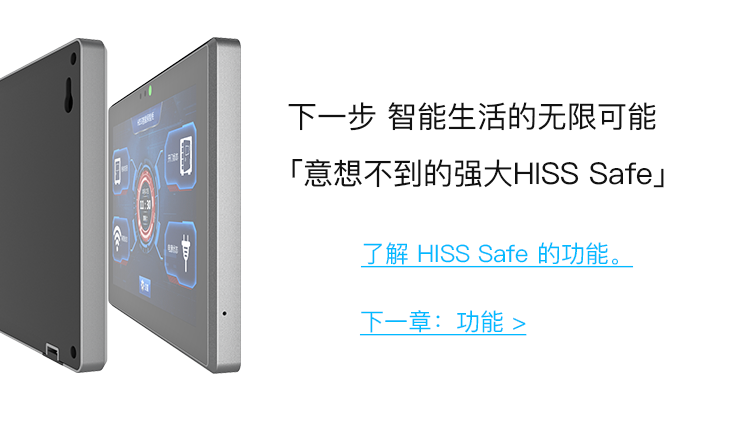 下一步 智能生活的无限可能
「意想不到的强大HISS Safe」
了解 HISS Safe 的功能。
下一章：功能 >